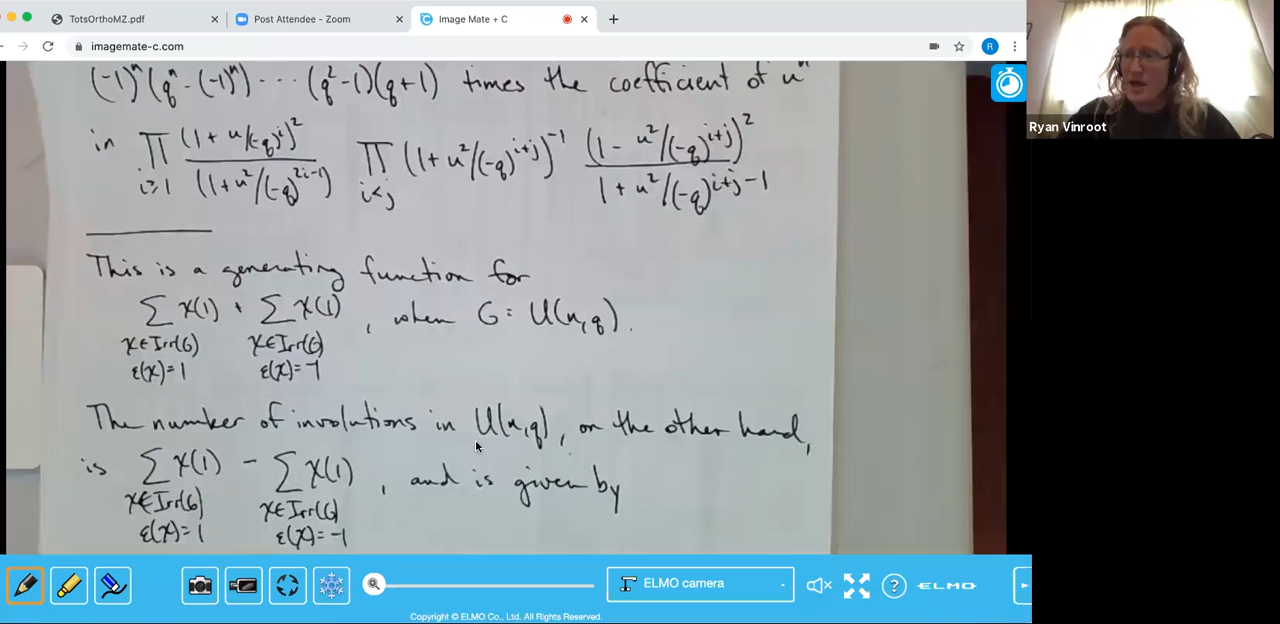 TotsOrthoMZ.pdf
Post Attendee - Zoom
Image Mate + C
imagemate-c.com
R
(-1)^n (q^n - (-1)^n) ··· (q^2 - 1)(q + 1) times the coefficient of u^n
in ∏_{i≥1} (1 + u/(-q)^i)^2 / (1 + u^2/(-q)^{2i-1}) ∏_{i<j} (1 + u^2/(-q)^{i+j})^{-1} (1 - u^2/(-q)^{i+j})^2 / 1 + u^2/(-q)^{i+j-1}
This is a generating function for
∑_{χ∈Irr(G) ε(χ)=1} χ(1) + ∑_{χ∈Irr(G) ε(χ)=-1} χ(1), when G = U(n,q).
The number of involutions in U(n,q), on the other hand,
is ∑_{χ∈Irr(G) ε(χ)=1} χ(1) - ∑_{χ∈Irr(G) ε(χ)=-1} χ(1), and is given by
Ryan Vinroot
ELMO camera
?
ELMO
Copyright © ELMO Co., Ltd. All Rights Reserved.